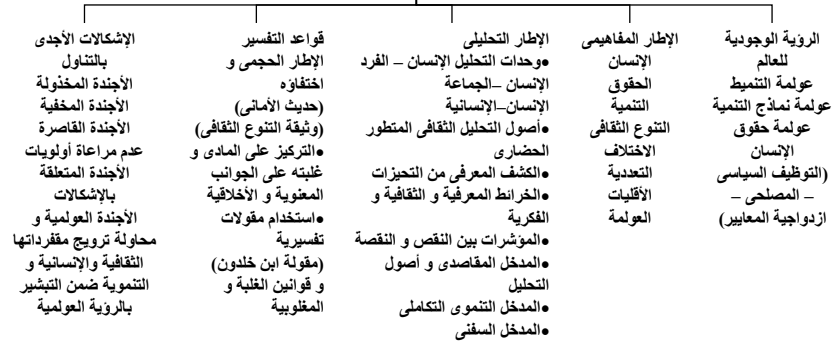 الرؤية الوجودية
للعالم
عولمة التنميط
عولمة نماذج التنمية
عولمة حقوق
الإنسان
(التوظيف السياسى
– المصلحى –
ازدواجية المعايير)
الإطار المفاهيمى
الإنسان
الحقوق
التنمية
التنوع الثقافى
الاختلاف
التعددية
الأقليات
العولمة
الإطار التحليلى
●وحدات التحليل الإنسان – الفرد
الإنسان –الجماعة
الإنسان–الإنسانية
●أصول التحليل الثقافى المتطور
الحضارى
●الكشف المعرفى من التحيزات
●الخرائط المعرفية و الثقافية و
الفكرية
●المؤشرات بين النقص و النقصة
●المدخل المقاصدى و أصول
التحليل
●المدخل التنموى التكاملى
●المدخل السفنى
قواعد التفسير
الإطار الحجمى و
اختفاؤه
(حديث الأمانى)
(وثيقة التنوع الثقافى)
●التركيز على المادى و
غلبته على الجوانب
المعنوية و الأخلاقية
●استخدام مقولات
تفسيرية
(مقولة ابن خلدون)
و قوانين الغلبة و
المغلوبية
الإشكالات الأجدى
بالتناول
الأجندة المخذولة
الأجندة المخفية
الأجندة القاصرة
عدم مراعاة أولويات
الأجندة المتعلقة
بالإشكالات
الأجندة العولمية و
محاولة ترويج مفرداتها
الثقافية والإنسانية و
التنموية ضمن التبشير
بالرؤية العولمية